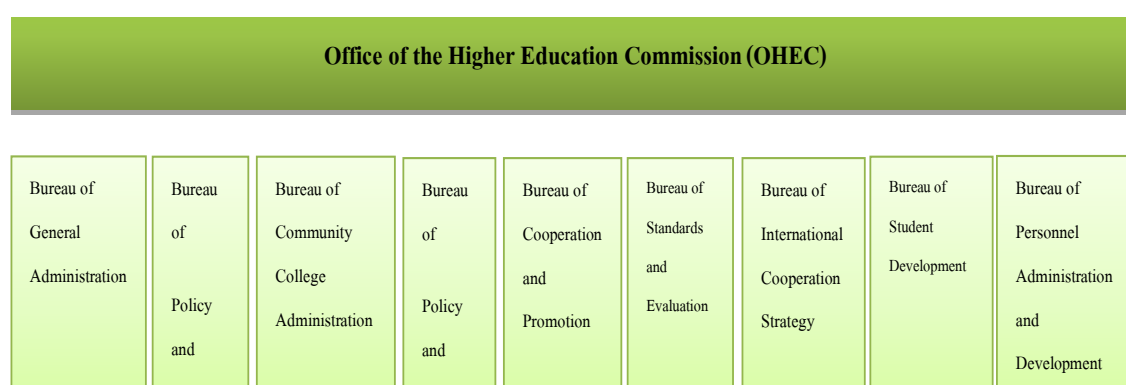 Office of the Higher Education Commission (OHEC)
Bureau of
General
Administration
Bureau
of
Policy
and
Bureau of
Community
College
Administration
Bureau
of
Policy
and
Bureau of
Cooperation
and
Promotion
Bureau of
Standards
and
Evaluation
Bureau of
International
Cooperation
Strategy
Bureau of
Student
Development
Bureau of
Personnel
Administration
and
Development